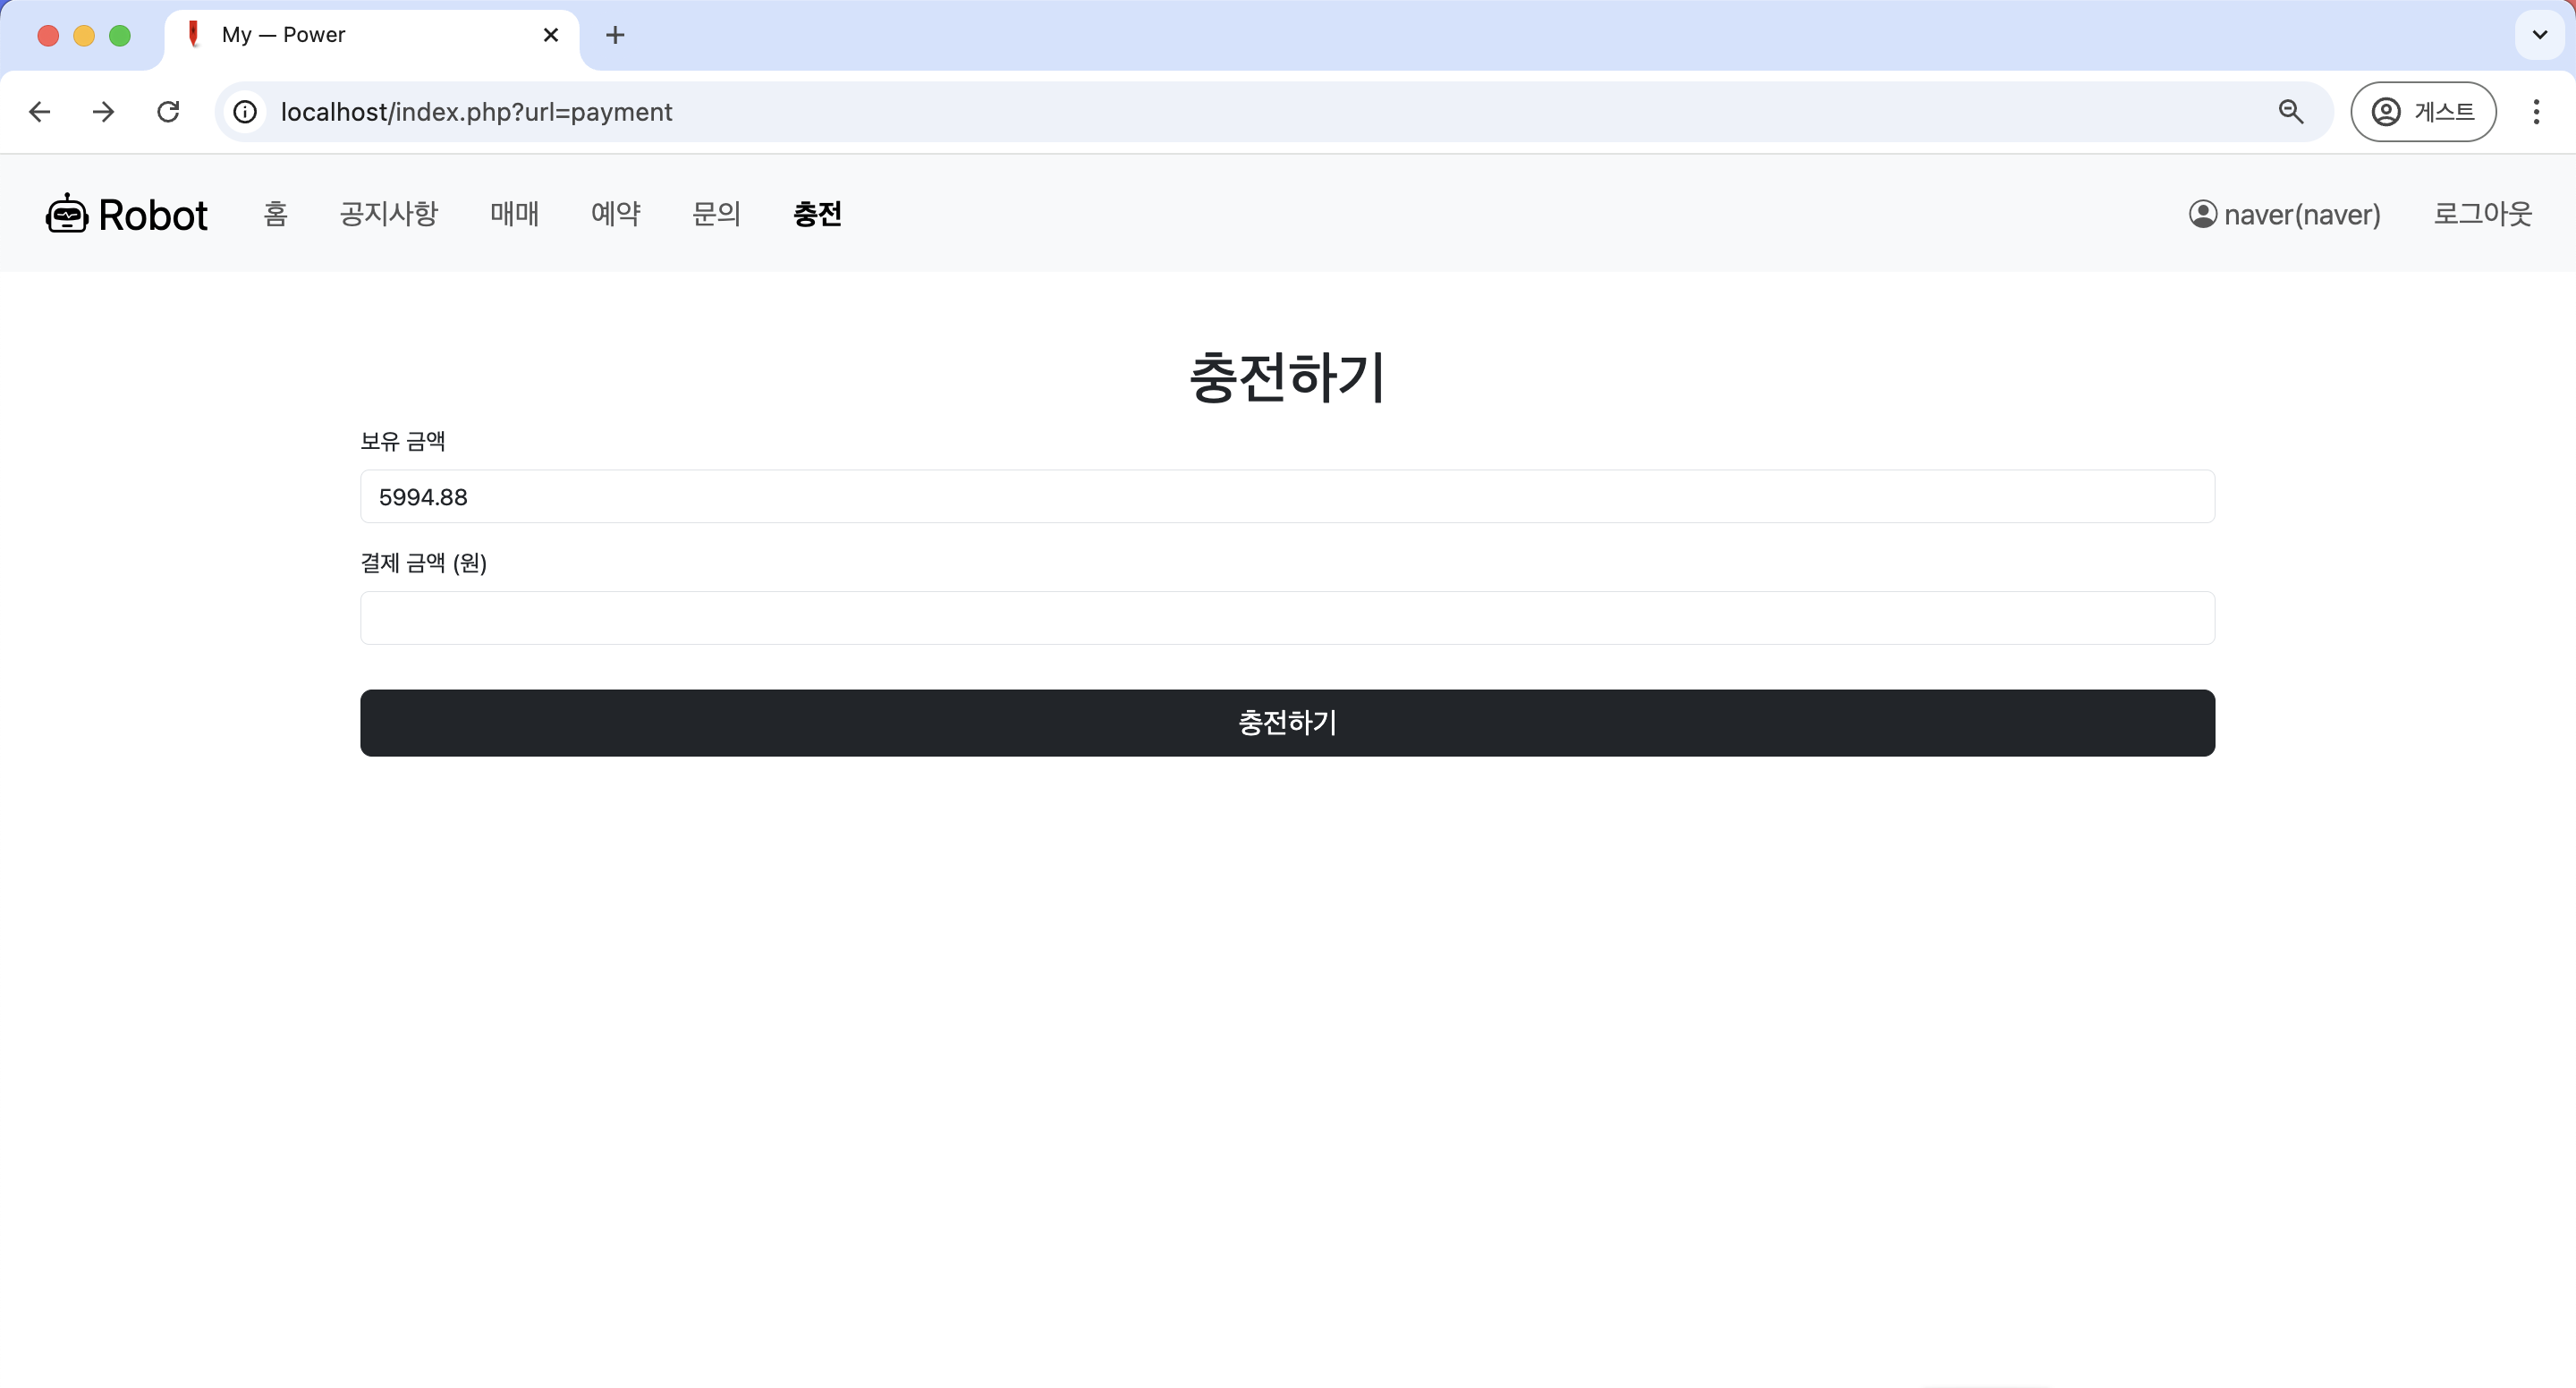 My — Power
localhost/index.php?url=payment
게스트
Robot 홈 공지사항 매매 예약 문의 충전 naver(naver) 로그아웃
충전하기
보유 금액
5994.88
결제 금액 (원)
충전하기